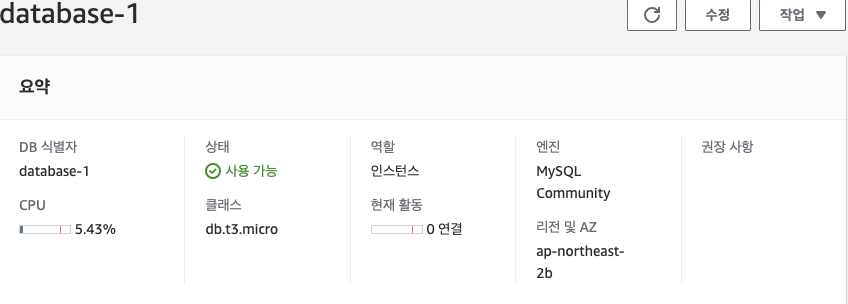 database-1
수정
작업
요약
DB 식별자
database-1
CPU
5.43%
상태
사용 가능
클래스
db.t3.micro
역할
인스턴스
현재 활동
0 연결
엔진
MySQL
Community
리전 및 AZ
ap-northeast-
2b
권장 사항